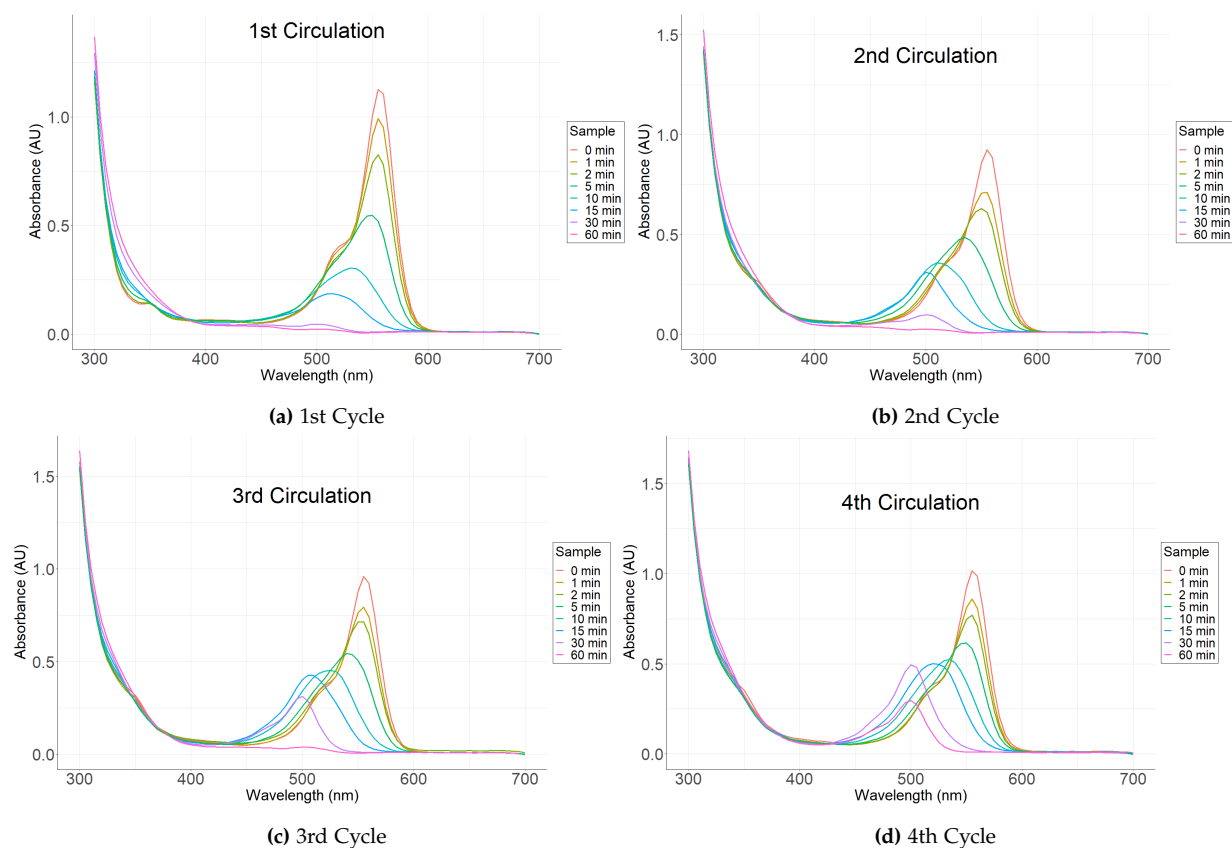 1st Circulation
Absorbance (AU)
1.0
0.5
0.0
300 400 500 600 700
Wavelength (nm)
Sample
0 min
1 min
2 min
5 min
10 min
15 min
30 min
60 min
(a) 1st Cycle
2nd Circulation
Absorbance (AU)
1.5
1.0
0.5
0.0
300 400 500 600 700
Wavelength (nm)
Sample
0 min
1 min
2 min
5 min
10 min
15 min
30 min
60 min
(b) 2nd Cycle
3rd Circulation
Absorbance (AU)
1.5
1.0
0.5
0.0
300 400 500 600 700
Wavelength (nm)
Sample
0 min
1 min
2 min
5 min
10 min
15 min
30 min
60 min
(c) 3rd Cycle
4th Circulation
Absorbance (AU)
1.5
1.0
0.5
0.0
300 400 500 600 700
Wavelength (nm)
Sample
0 min
1 min
2 min
5 min
10 min
15 min
30 min
60 min
(d) 4th Cycle